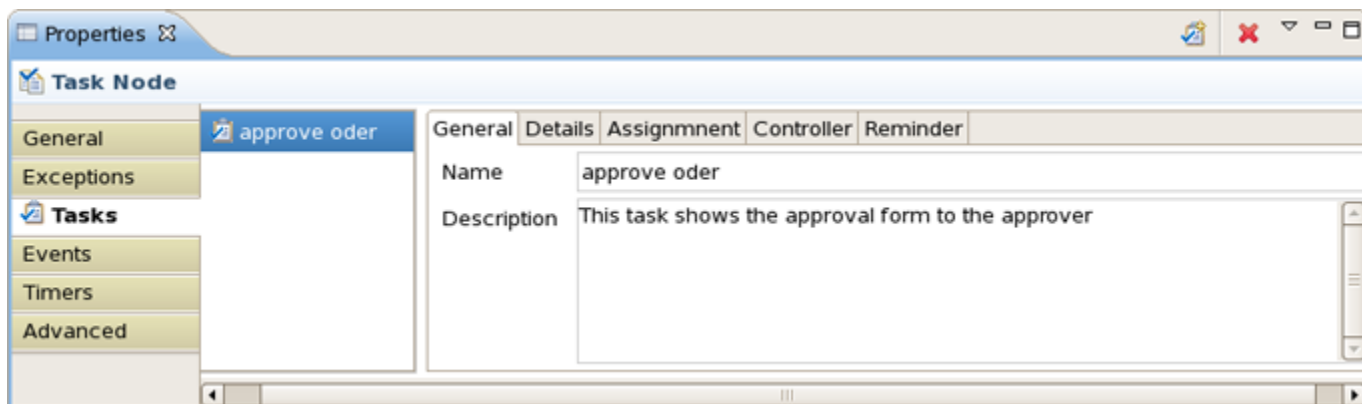 Properties
Task Node
General
Exceptions
Tasks
Events
Timers
Advanced
approve oder
General Details Assignmnent Controller Reminder
Name approve oder
Description This task shows the approval form to the approver